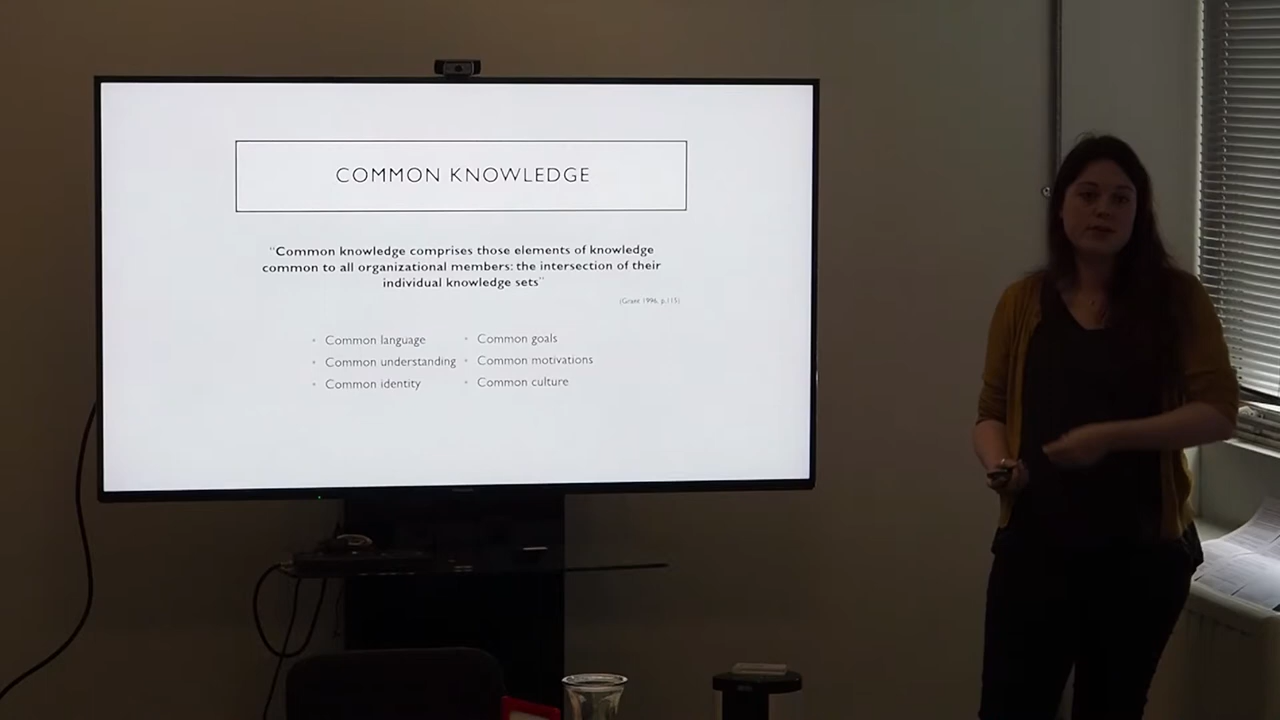 COMMON KNOWLEDGE
"Common knowledge comprises those elements of knowledge
common to all organizational members: the intersection of their
individual knowledge sets"
(Grant 1996, p.115)
• Common language
• Common understanding
• Common identity
• Common goals
• Common motivations
• Common culture